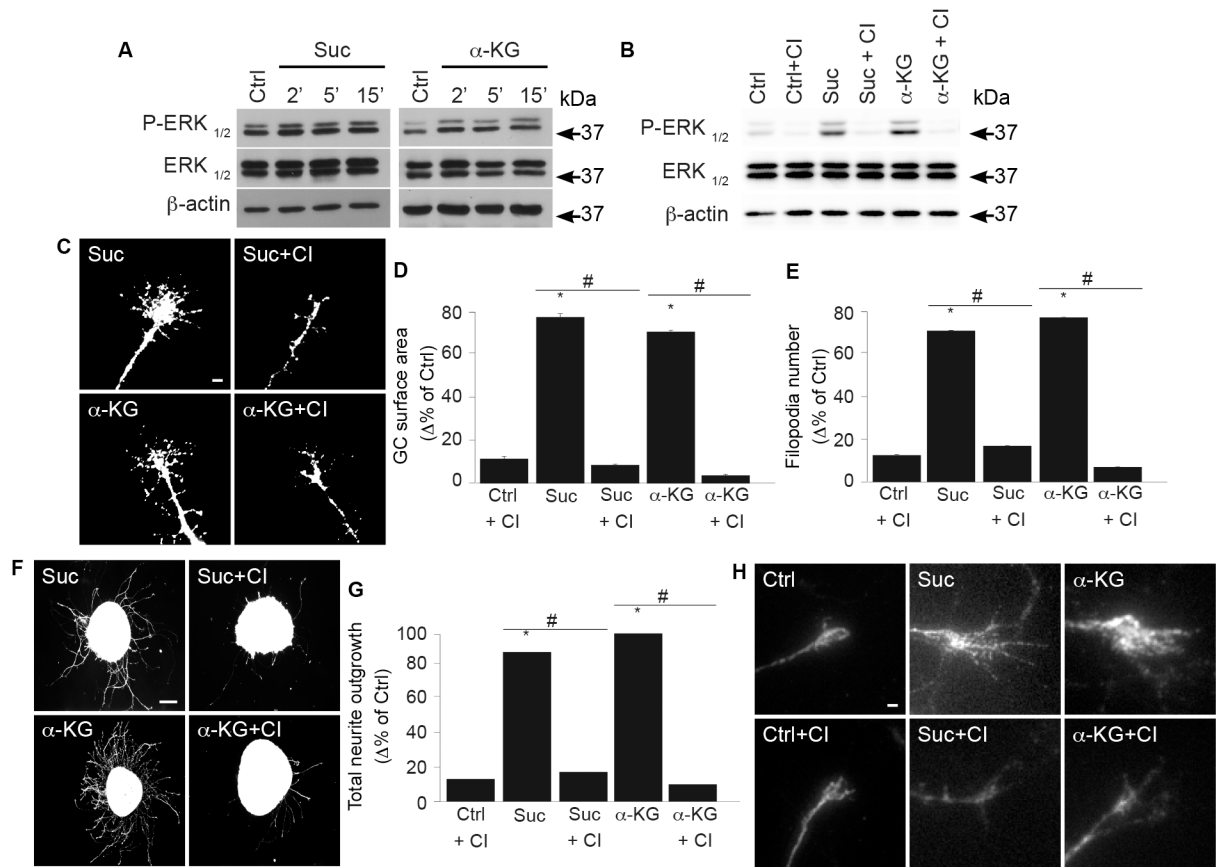 A
Suc
α-KG
Ctrl
2’
5’
15’
Ctrl
2’
5’
15’
kDa
P-ERK 1/2
37
ERK 1/2
37
β-actin
37
B
Ctrl
Ctrl+CI
Suc
Suc + CI
α-KG
α-KG + CI
kDa
P-ERK 1/2
37
ERK 1/2
37
β-actin
37
C
Suc
Suc+CI
α-KG
α-KG+CI
D
GC surface area
(Δ% of Ctrl)
80
60
40
20
0
*
#
*
#
Ctrl + CI
Suc
Suc + CI
α-KG
α-KG + CI
E
Filopodia number
(Δ% of Ctrl)
80
60
40
20
0
*
#
*
#
Ctrl + CI
Suc
Suc + CI
α-KG
α-KG + CI
F
Suc
Suc+CI
α-KG
α-KG+CI
G
Total neurite outgrowth
(Δ% of Ctrl)
100
80
60
40
20
0
*
#
*
#
Ctrl + CI
Suc
Suc + CI
α-KG
α-KG + CI
H
Ctrl
Suc
α-KG
Ctrl+CI
Suc+CI
α-KG+CI